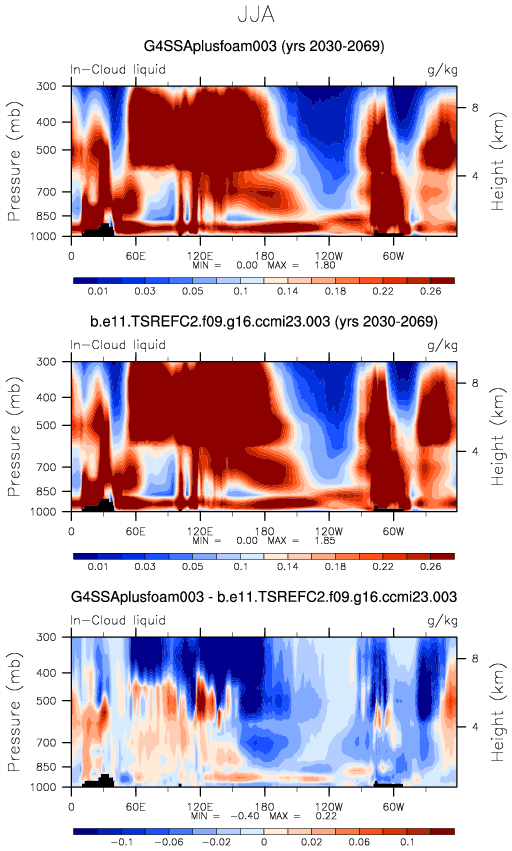 JJA
G4SSAplusfoam003 (yrs 2030-2069)
In-Cloud liquid g/kg
Pressure (mb)
300
400
500
700
850
1000
Height (km)
8
4
0 60E 120E 180 120W 60W
MIN = 0.00 MAX = 1.80
0.01 0.03 0.05 0.1 0.14 0.18 0.22 0.26
b.e11.TSREFC2.f09.g16.ccmi23.003 (yrs 2030-2069)
In-Cloud liquid g/kg
Pressure (mb)
300
400
500
700
850
1000
Height (km)
8
4
0 60E 120E 180 120W 60W
MIN = 0.00 MAX = 1.85
0.01 0.03 0.05 0.1 0.14 0.18 0.22 0.26
G4SSAplusfoam003 - b.e11.TSREFC2.f09.g16.ccmi23.003
In-Cloud liquid g/kg
Pressure (mb)
300
400
500
700
850
1000
Height (km)
8
4
0 60E 120E 180 120W 60W
MIN = -0.40 MAX = 0.22
-0.1 -0.06 -0.02 0 0.02 0.06 0.1